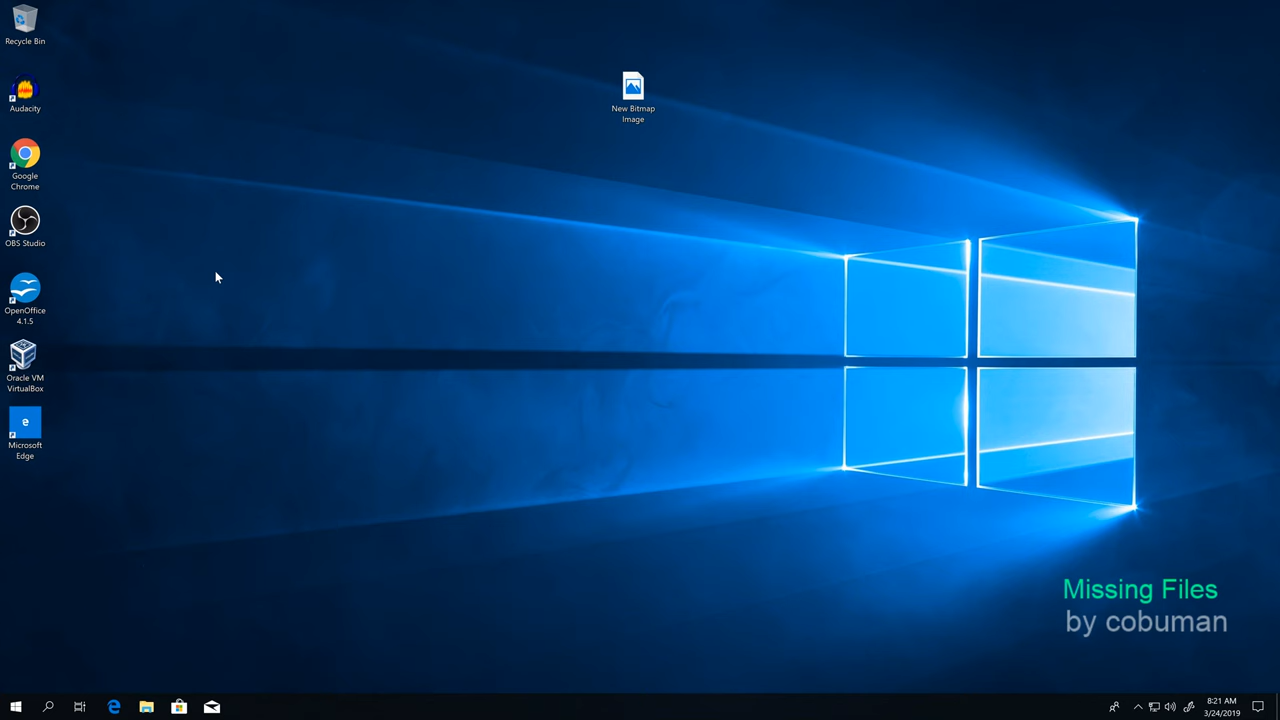 Recycle Bin
Audacity
Google
Chrome
OBS Studio
OpenOffice
4.1.5
Oracle VM
VirtualBox
e
Microsoft
Edge
New Bitmap
Image
Missing Files
by cobuman
8:21 AM
3/24/2019